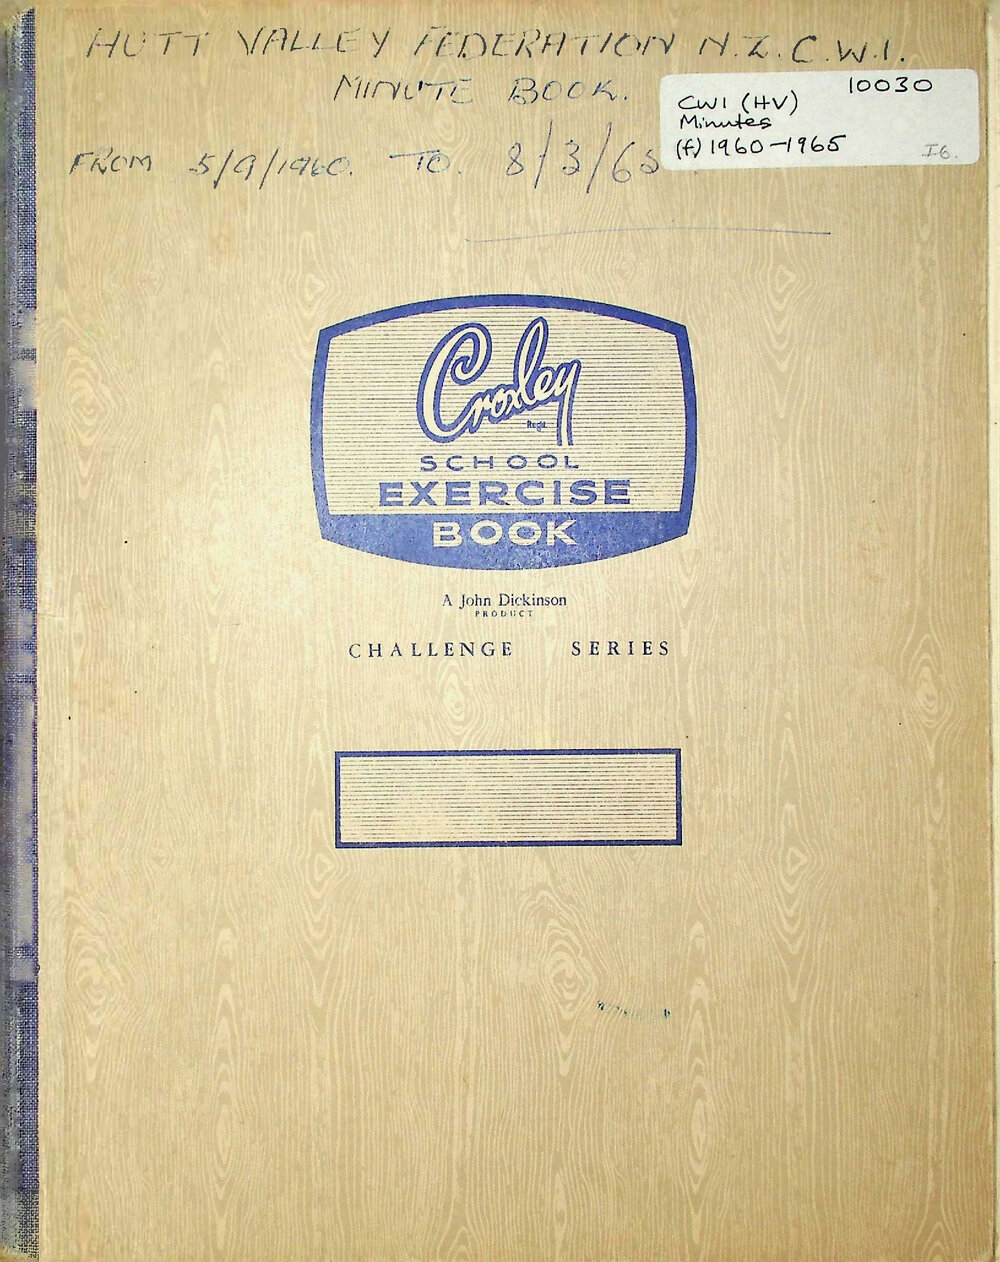 HUTT VALLEY FEDERATION N.Z.C.W.I.
MINUTE BOOK.
FROM 5/9/1960. TO. 8/3/65
10030
CWI (HV)
Minutes
(f) 1960-1965
I6.
Croxley
Regd.
SCHOOL
EXERCISE
BOOK
A John Dickinson
PRODUCT
CHALLENGE SERIES